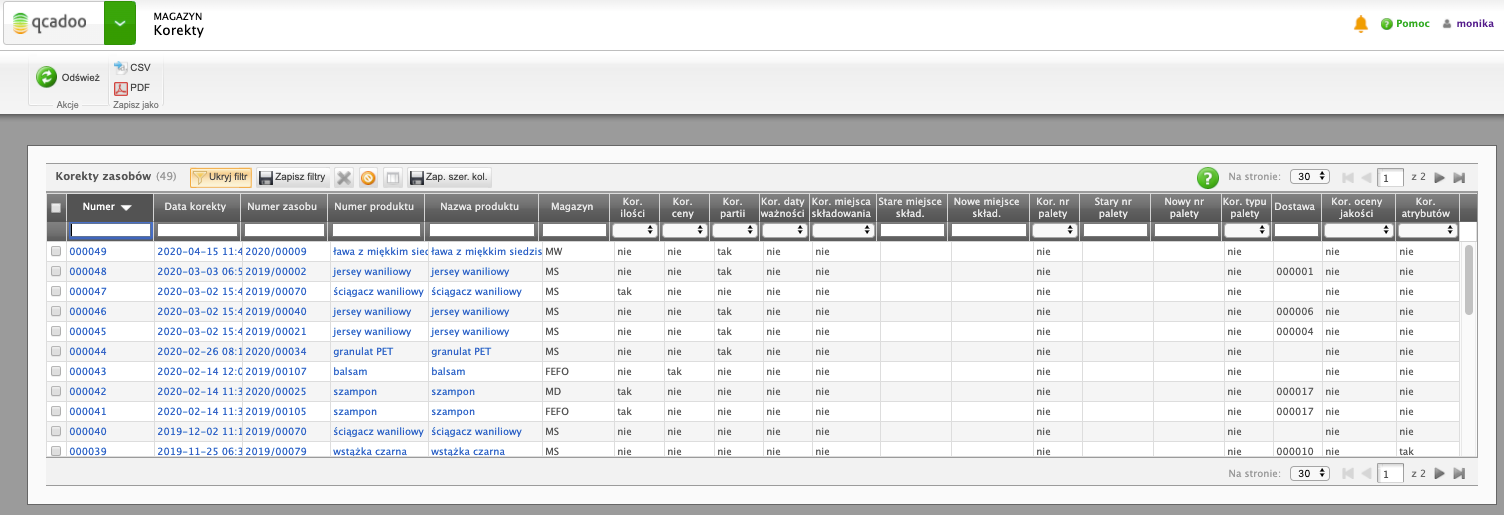 qcadoo
MAGAZYN
Korekty
Pomoc
monika
Odśwież
CSV
PDF
Akcje
Zapisz jako
Korekty zasobów (49) Ukryj filtr Zapisz filtry Zap. szer. kol. Na stronie: 30 1 z 2
Numer Data korekty Numer zasobu Numer produktu Nazwa produktu Magazyn Kor. ilości Kor. ceny Kor. partii Kor. daty ważności Kor. miejsca składowania Stare miejsce skład. Nowe miejsce skład. Kor. nr palety Stary nr palety Nowy nr palety Kor. typu palety Dostawa Kor. oceny jakości Kor. atrybutów
000049 2020-04-15 11:4 2020/00009 ława z miękkim sied ława z miękkim siedzis MW nie nie tak nie nie nie nie nie nie
000048 2020-03-03 06:5 2019/00002 jersey waniliowy jersey waniliowy MS nie nie tak nie nie nie nie 000001 nie nie
000047 2020-03-02 15:4 2019/00070 ściągacz waniliowy ściągacz waniliowy MS tak nie nie nie nie nie nie nie nie
000046 2020-03-02 15:4 2019/00040 jersey waniliowy jersey waniliowy MS nie nie tak nie nie nie nie 000006 nie nie
000045 2020-03-02 15:4 2019/00021 jersey waniliowy jersey waniliowy MS nie nie tak nie nie nie nie 000004 nie nie
000044 2020-02-26 08:1 2020/00034 granulat PET granulat PET MS nie nie tak nie nie nie nie nie nie
000043 2020-02-14 12:0 2019/00107 balsam balsam FEFO nie tak nie nie nie nie nie nie nie
000042 2020-02-14 11:3 2020/00025 szampon szampon MD tak nie nie nie nie nie nie 000017 nie nie
000041 2020-02-14 11:3 2019/00105 szampon szampon FEFO tak nie nie nie nie nie nie 000017 nie nie
000040 2019-12-02 11:1 2019/00070 ściągacz waniliowy ściągacz waniliowy MS nie nie nie nie nie nie nie nie nie
000039 2019-11-25 06:3 2019/00079 wstążka czarna wstążka czarna MS nie nie nie nie nie nie nie 000010 nie tak
Na stronie: 30 1 z 2